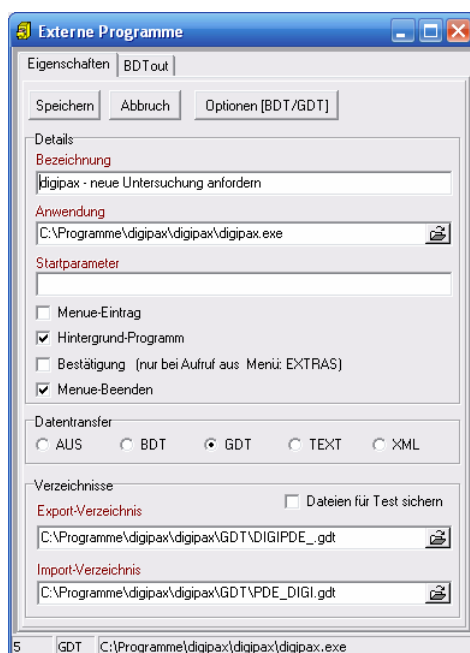 Externe Programme
Eigenschaften BDTout
Speichern Abbruch Optionen [BDT/GDT]
Details
Bezeichnung
digipax - neue Untersuchung anfordern
Anwendung
C:\Programme\digipax\digipax\digipax.exe
Startparameter
Menue-Eintrag
Hintergrund-Programm
Bestätigung (nur bei Aufruf aus Menü: EXTRAS)
Menue-Beenden
Datentransfer
AUS BDT GDT TEXT XML
Verzeichnisse
Dateien für Test sichern
Export-Verzeichnis
C:\Programme\digipax\digipax\GDT\DIGIPDE_.gdt
Import-Verzeichnis
C:\Programme\digipax\digipax\GDT\PDE_DIGI.gdt
5 GDT C:\Programme\digipax\digipax\digipax.exe